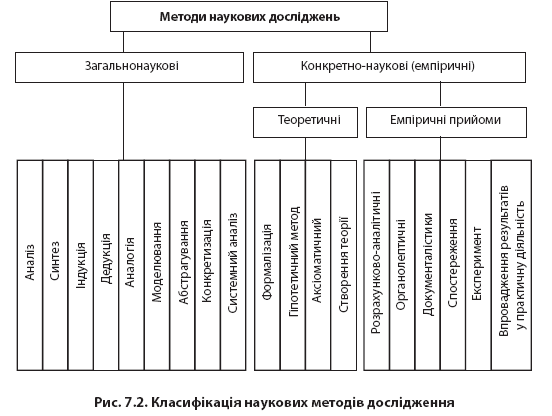 Методи наукових досліджень
Загальнонаукові
Конкретно-наукові (емпіричні)
Теоретичні
Емпіричні прийоми
Аналіз
Синтез
Індукція
Дедукція
Аналогія
Моделювання
Абстрагування
Конкретизація
Системний аналіз
Формалізація
Гіпотетичний метод
Аксіоматичний
Створення теорії
Розрахунково-аналітичні
Органолептичні
Документалістики
Спостереження
Експеримент
Впровадження результатів
у практичну діяльність
Рис. 7.2. Класифікація наукових методів дослідження